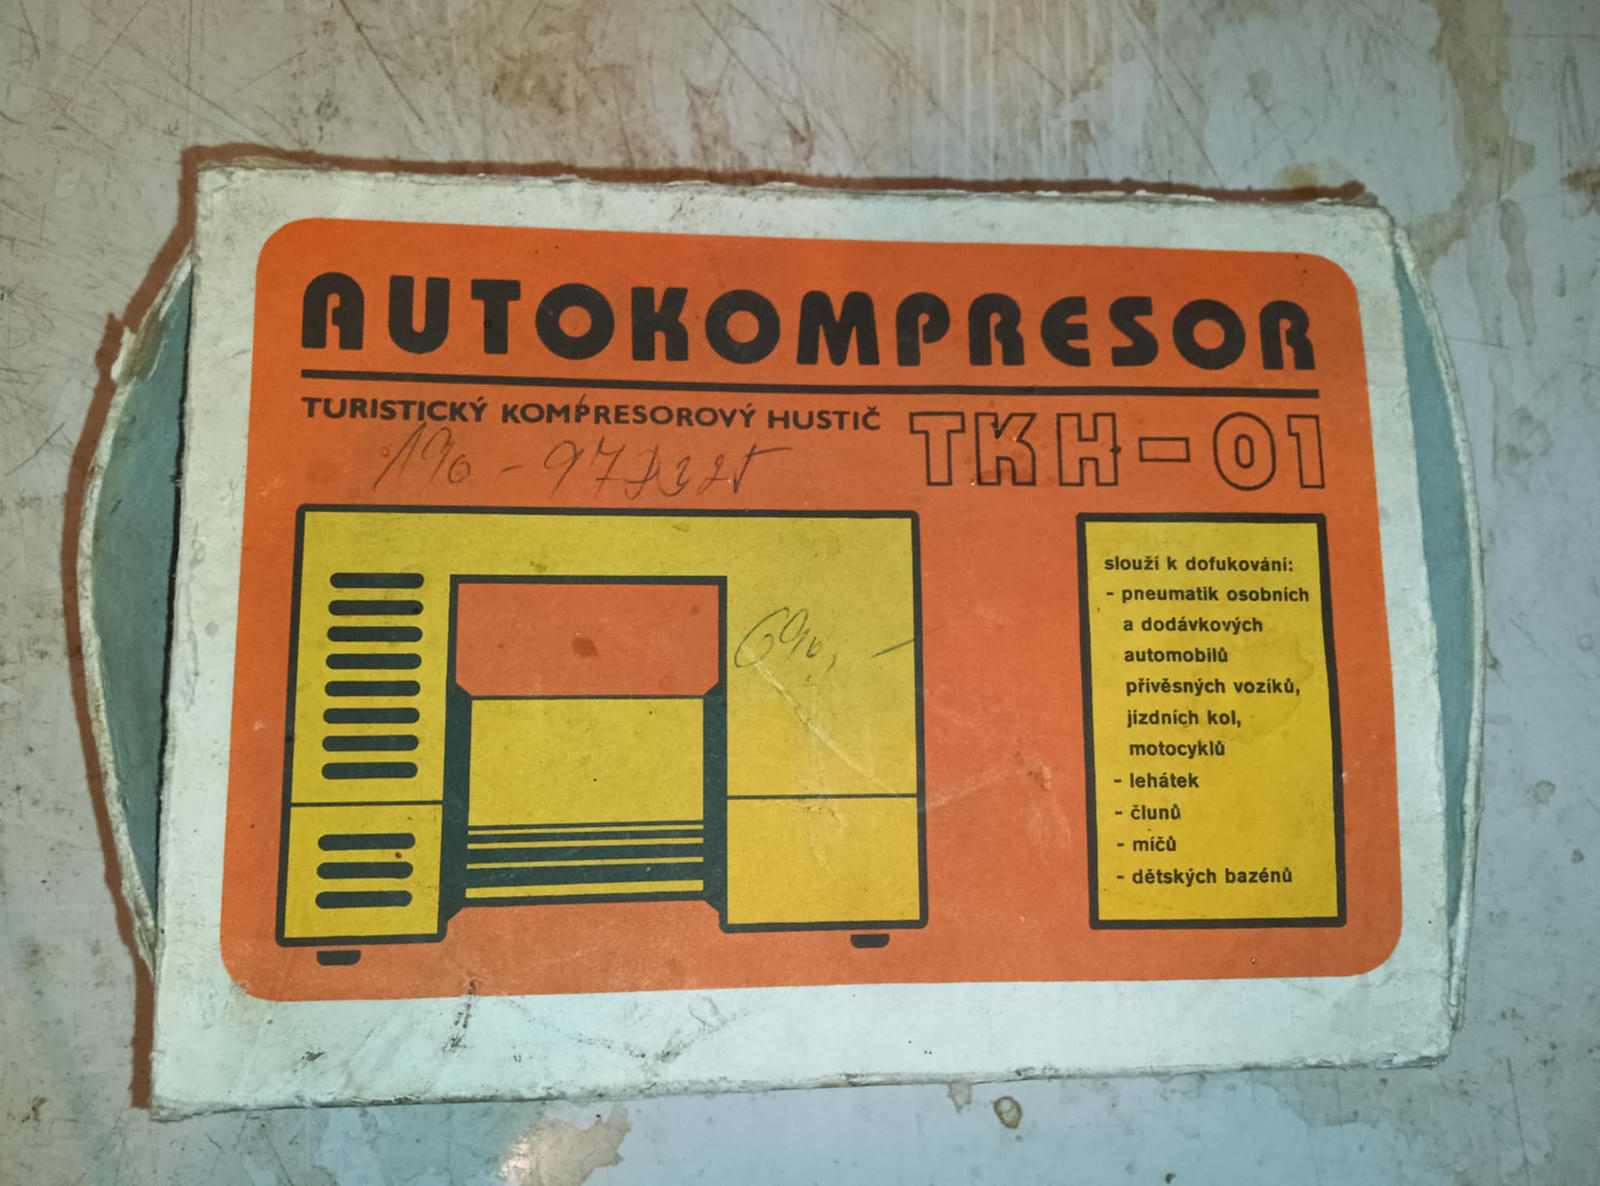 AUTOKOMPRESOR
TURISTICKÝ KOMPRESOROVÝ HUSTIČ TKH-01
690,-
slouží k dofukování:
- pneumatik osobních
a dodávkových
automobilů
přívěsných vozíků,
jízdních kol,
motocyklů
- lehátek
- člunů
- míčů
- dětských bazénů